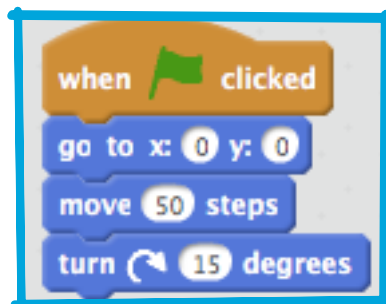 when clicked
go to x: 0 y: 0
move 50 steps
turn 15 degrees